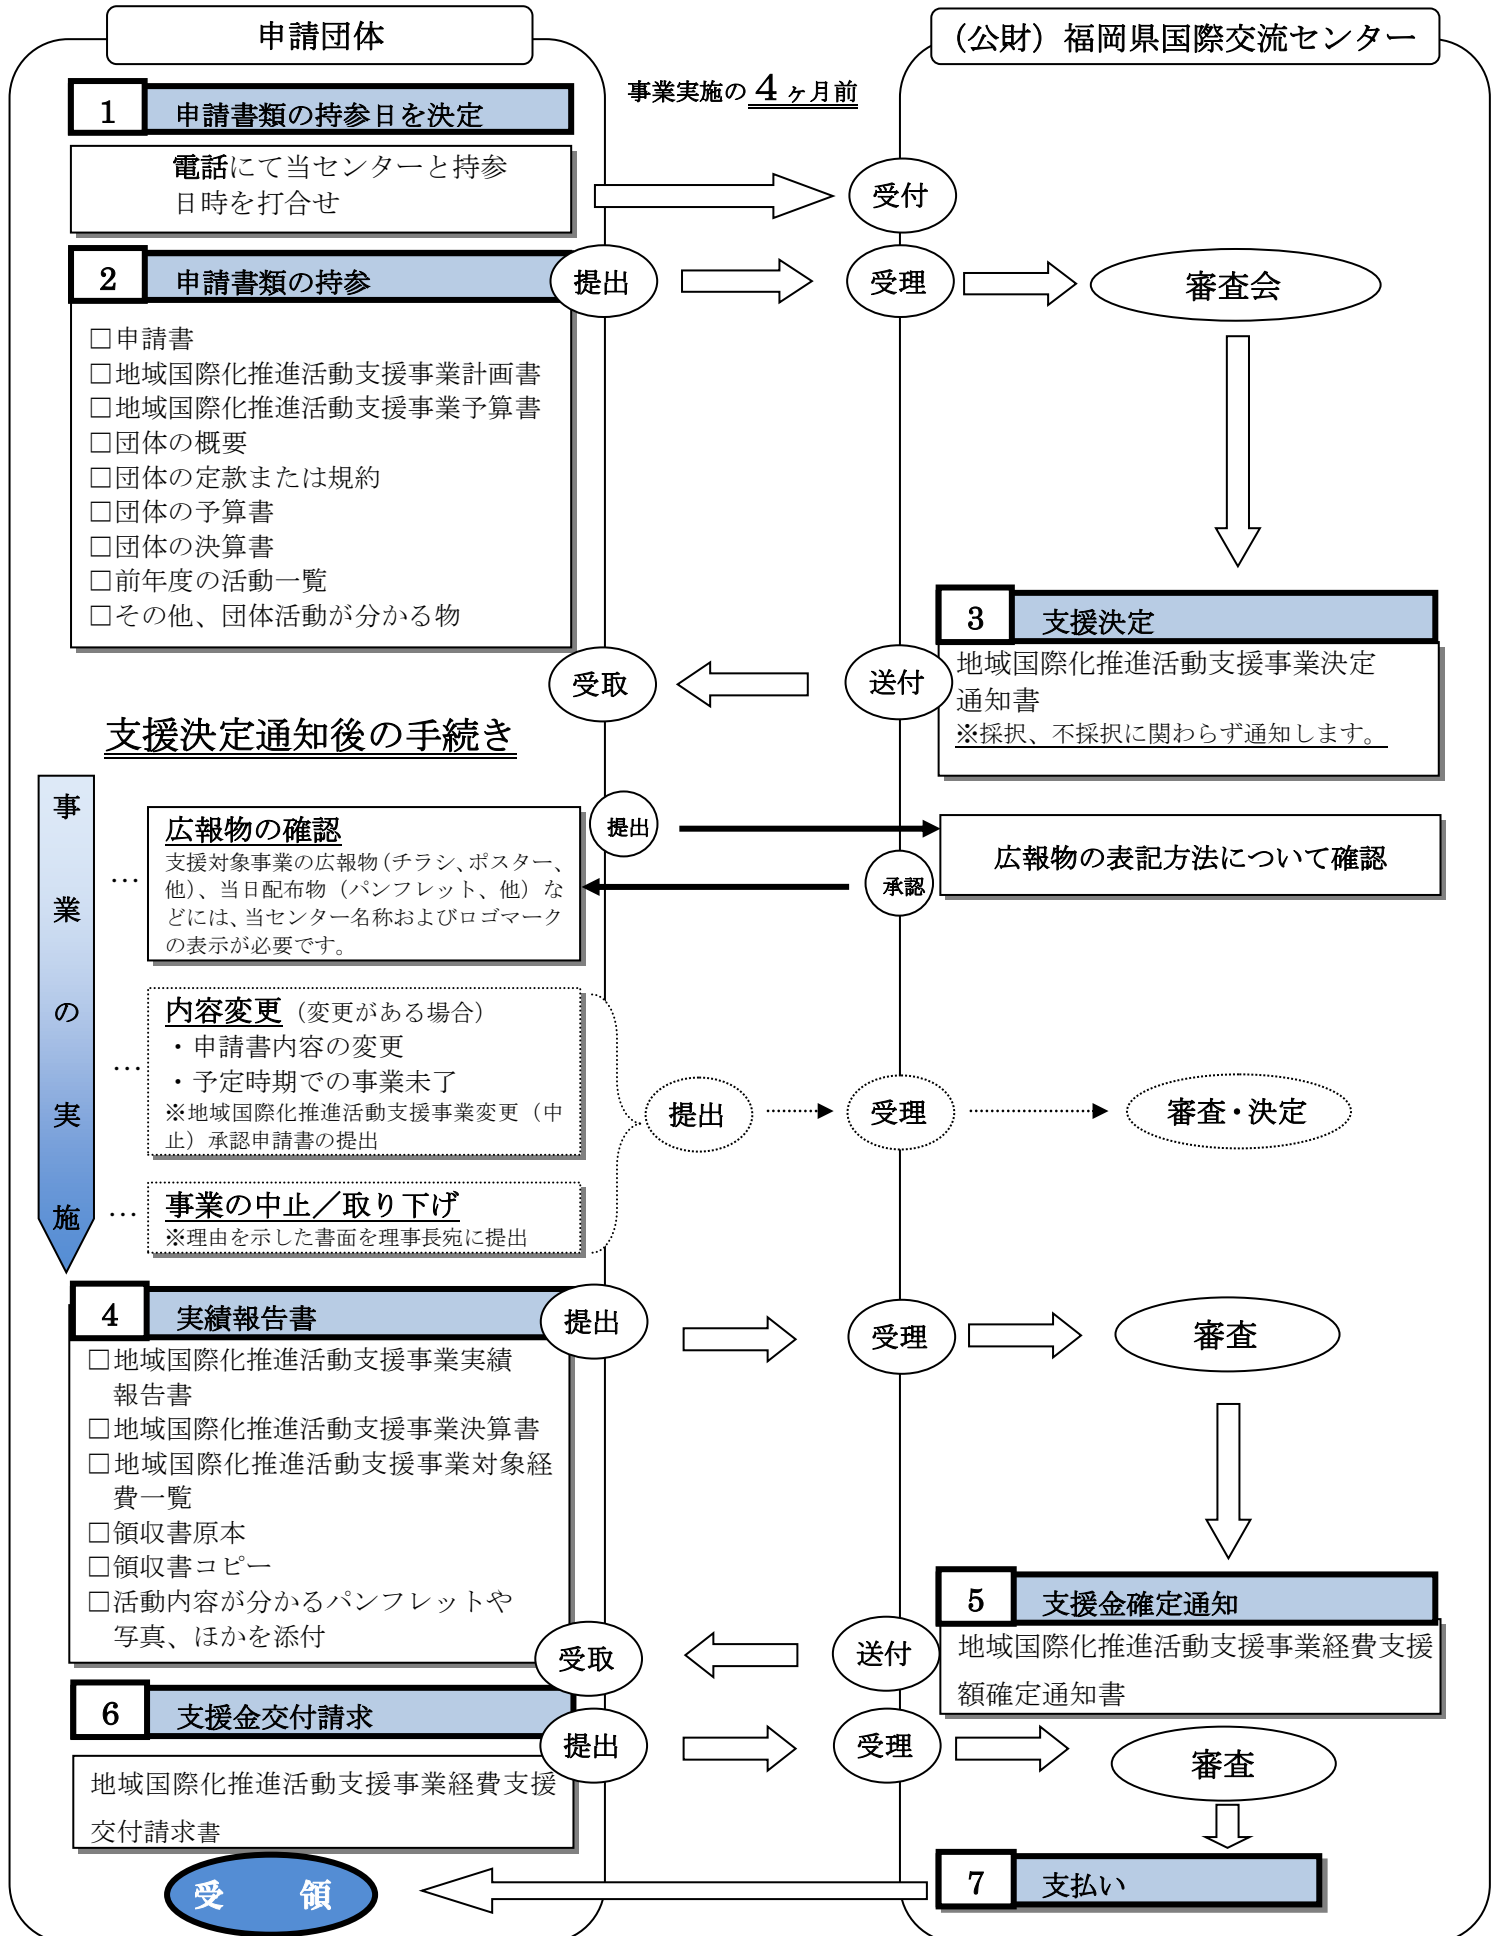 申請団体
（公財）福岡県国際交流センター
事業実施の４ヶ月前
1
申請書類の持参日を決定
電話にて当センターと持参
日時を打合せ
受付
2
申請書類の持参
提出
受理
審査会
□申請書
□地域国際化推進活動支援事業計画書
□地域国際化推進活動支援事業予算書
□団体の概要
□団体の定款または規約
□団体の予算書
□団体の決算書
□前年度の活動一覧
□その他、団体活動が分かる物
3
支援決定
地域国際化推進活動支援事業決定
通知書
※採択、不採択に関わらず通知します。
送付
受取
支援決定通知後の手続き
事業の実施
…
広報物の確認
支援対象事業の広報物（チラシ、ポスター、
他）、当日配布物（パンフレット、他）な
どには、当センター名称およびロゴマーク
の表示が必要です。
提出
広報物の表記方法について確認
承認
…
内容変更（変更がある場合）
・申請書内容の変更
・予定時期での事業未了
※地域国際化推進活動支援事業変更（中
止）承認申請書の提出
提出
受理
審査・決定
…
事業の中止／取り下げ
※理由を示した書面を理事長宛に提出
4
実績報告書
提出
受理
審査
□地域国際化推進活動支援事業実績
報告書
□地域国際化推進活動支援事業決算書
□地域国際化推進活動支援事業対象経
費一覧
□領収書原本
□領収書コピー
□活動内容が分かるパンフレットや
写真、ほかを添付
5
支援金確定通知
地域国際化推進活動支援事業経費支援
額確定通知書
送付
受取
6
支援金交付請求
提出
受理
審査
地域国際化推進活動支援事業経費支援
交付請求書
7
支払い
受　領